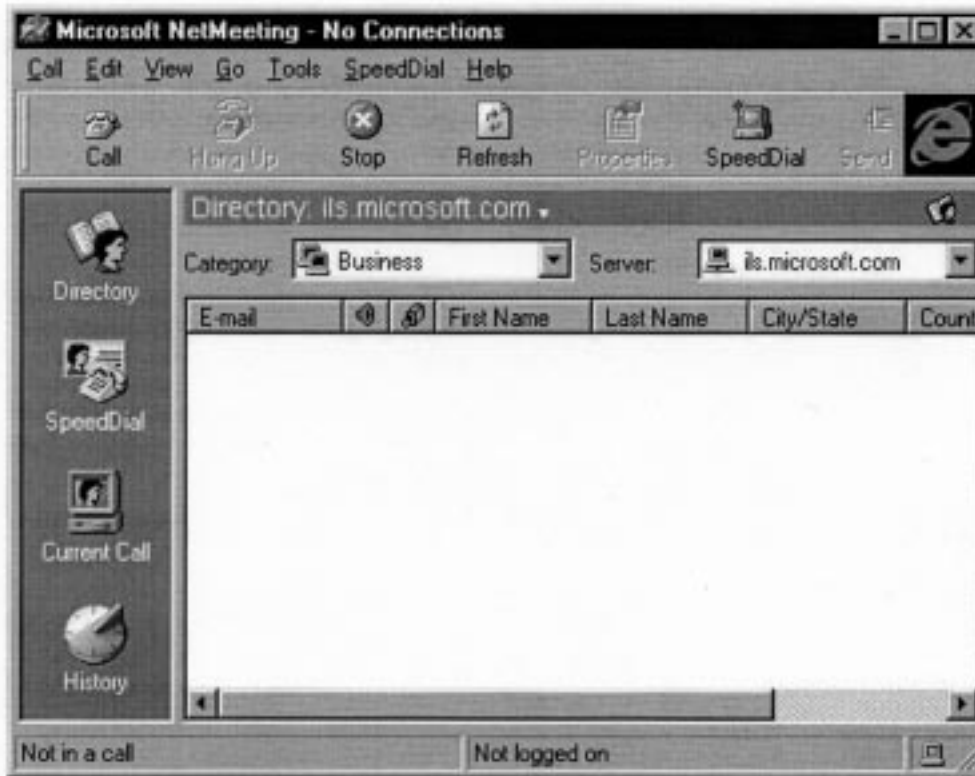 Microsoft NetMeeting - No Connections
Call Edit View Go Tools SpeedDial Help
Call Hang Up Stop Refresh Properties SpeedDial Send
Directory: ils.microsoft.com
Category: Business Server: ils.microsoft.com
E-mail First Name Last Name City/State Count
Directory
SpeedDial
Current Call
History
Not in a call Not logged on